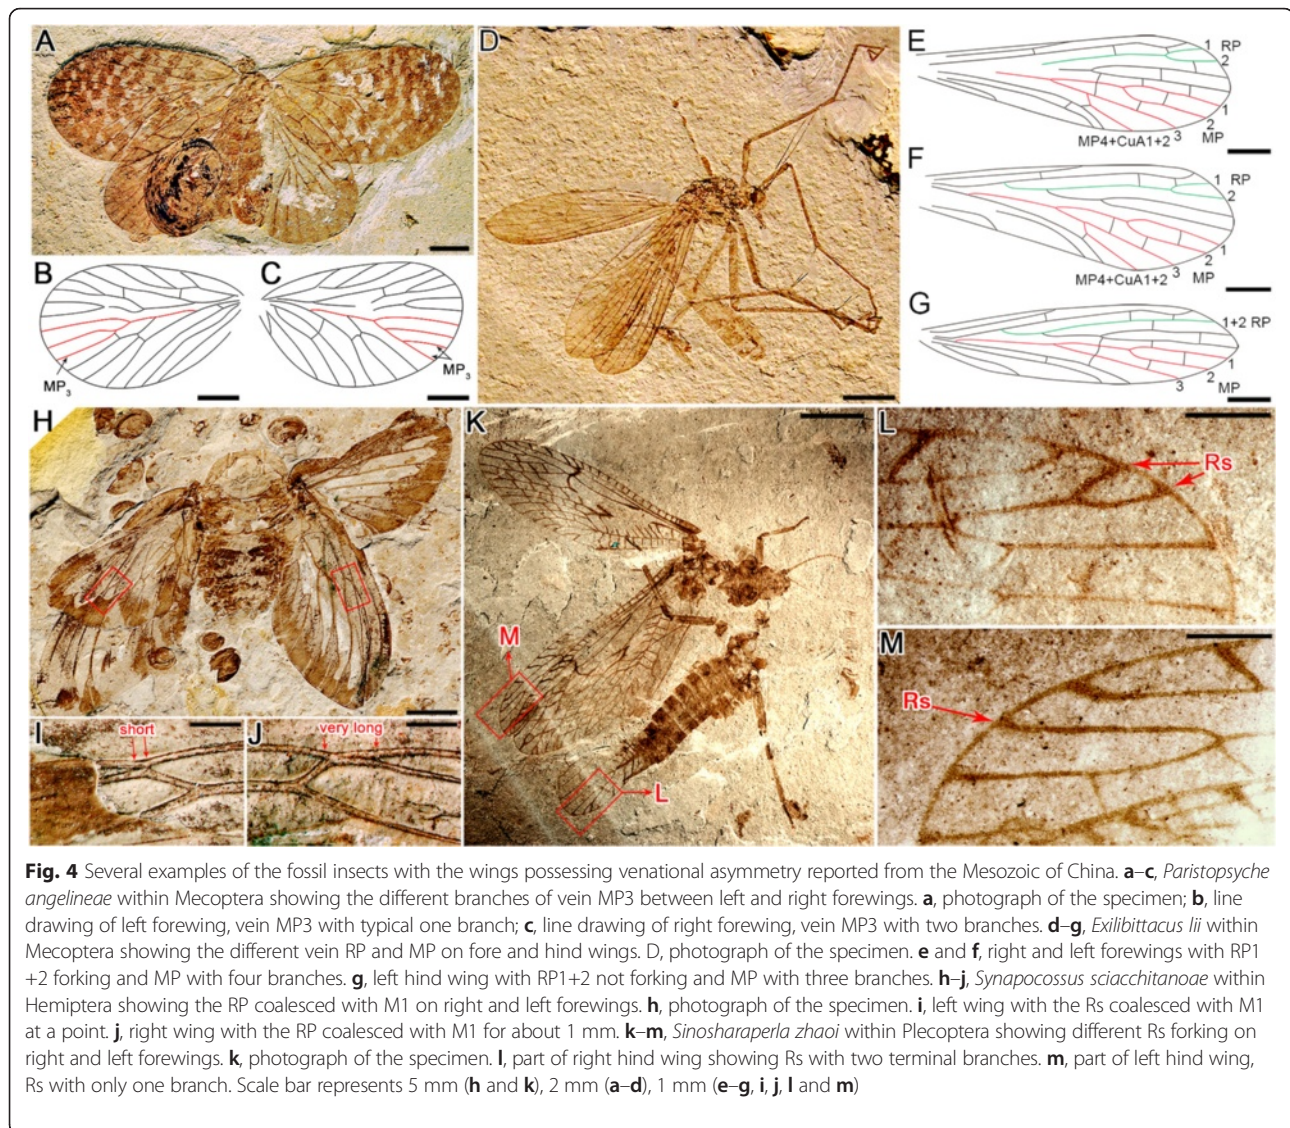 A
D
E
1 RP
2
1
2
MP
MP4+CuA1+2 3
F
1 RP
2
1
2
MP
MP4+CuA1+2 3
B
C
MP3
MP3
G
1+2 RP
1
2
3
MP
H
K
L
Rs
M
M
Rs
I
short
J
very long
L
Fig. 4 Several examples of the fossil insects with the wings possessing venational asymmetry reported from the Mesozoic of China. a–c, Paristopsyche
angelineae within Mecoptera showing the different branches of vein MP3 between left and right forewings. a, photograph of the specimen; b, line
drawing of left forewing, vein MP3 with typical one branch; c, line drawing of right forewing, vein MP3 with two branches. d–g, Exilibittacus lii within
Mecoptera showing the different vein RP and MP on fore and hind wings. D, photograph of the specimen. e and f, right and left forewings with RP1
+2 forking and MP with four branches. g, left hind wing with RP1+2 not forking and MP with three branches. h–j, Synapocossus sciacchitanoae within
Hemiptera showing the RP coalesced with M1 on right and left forewings. h, photograph of the specimen. i, left wing with the Rs coalesced with M1
at a point. j, right wing with the RP coalesced with M1 for about 1 mm. k–m, Sinosharaperla zhaoi within Plecoptera showing different Rs forking on
right and left forewings. k, photograph of the specimen. l, part of right hind wing showing Rs with two terminal branches. m, part of left hind wing,
Rs with only one branch. Scale bar represents 5 mm (h and k), 2 mm (a–d), 1 mm (e–g, i, j, l and m)